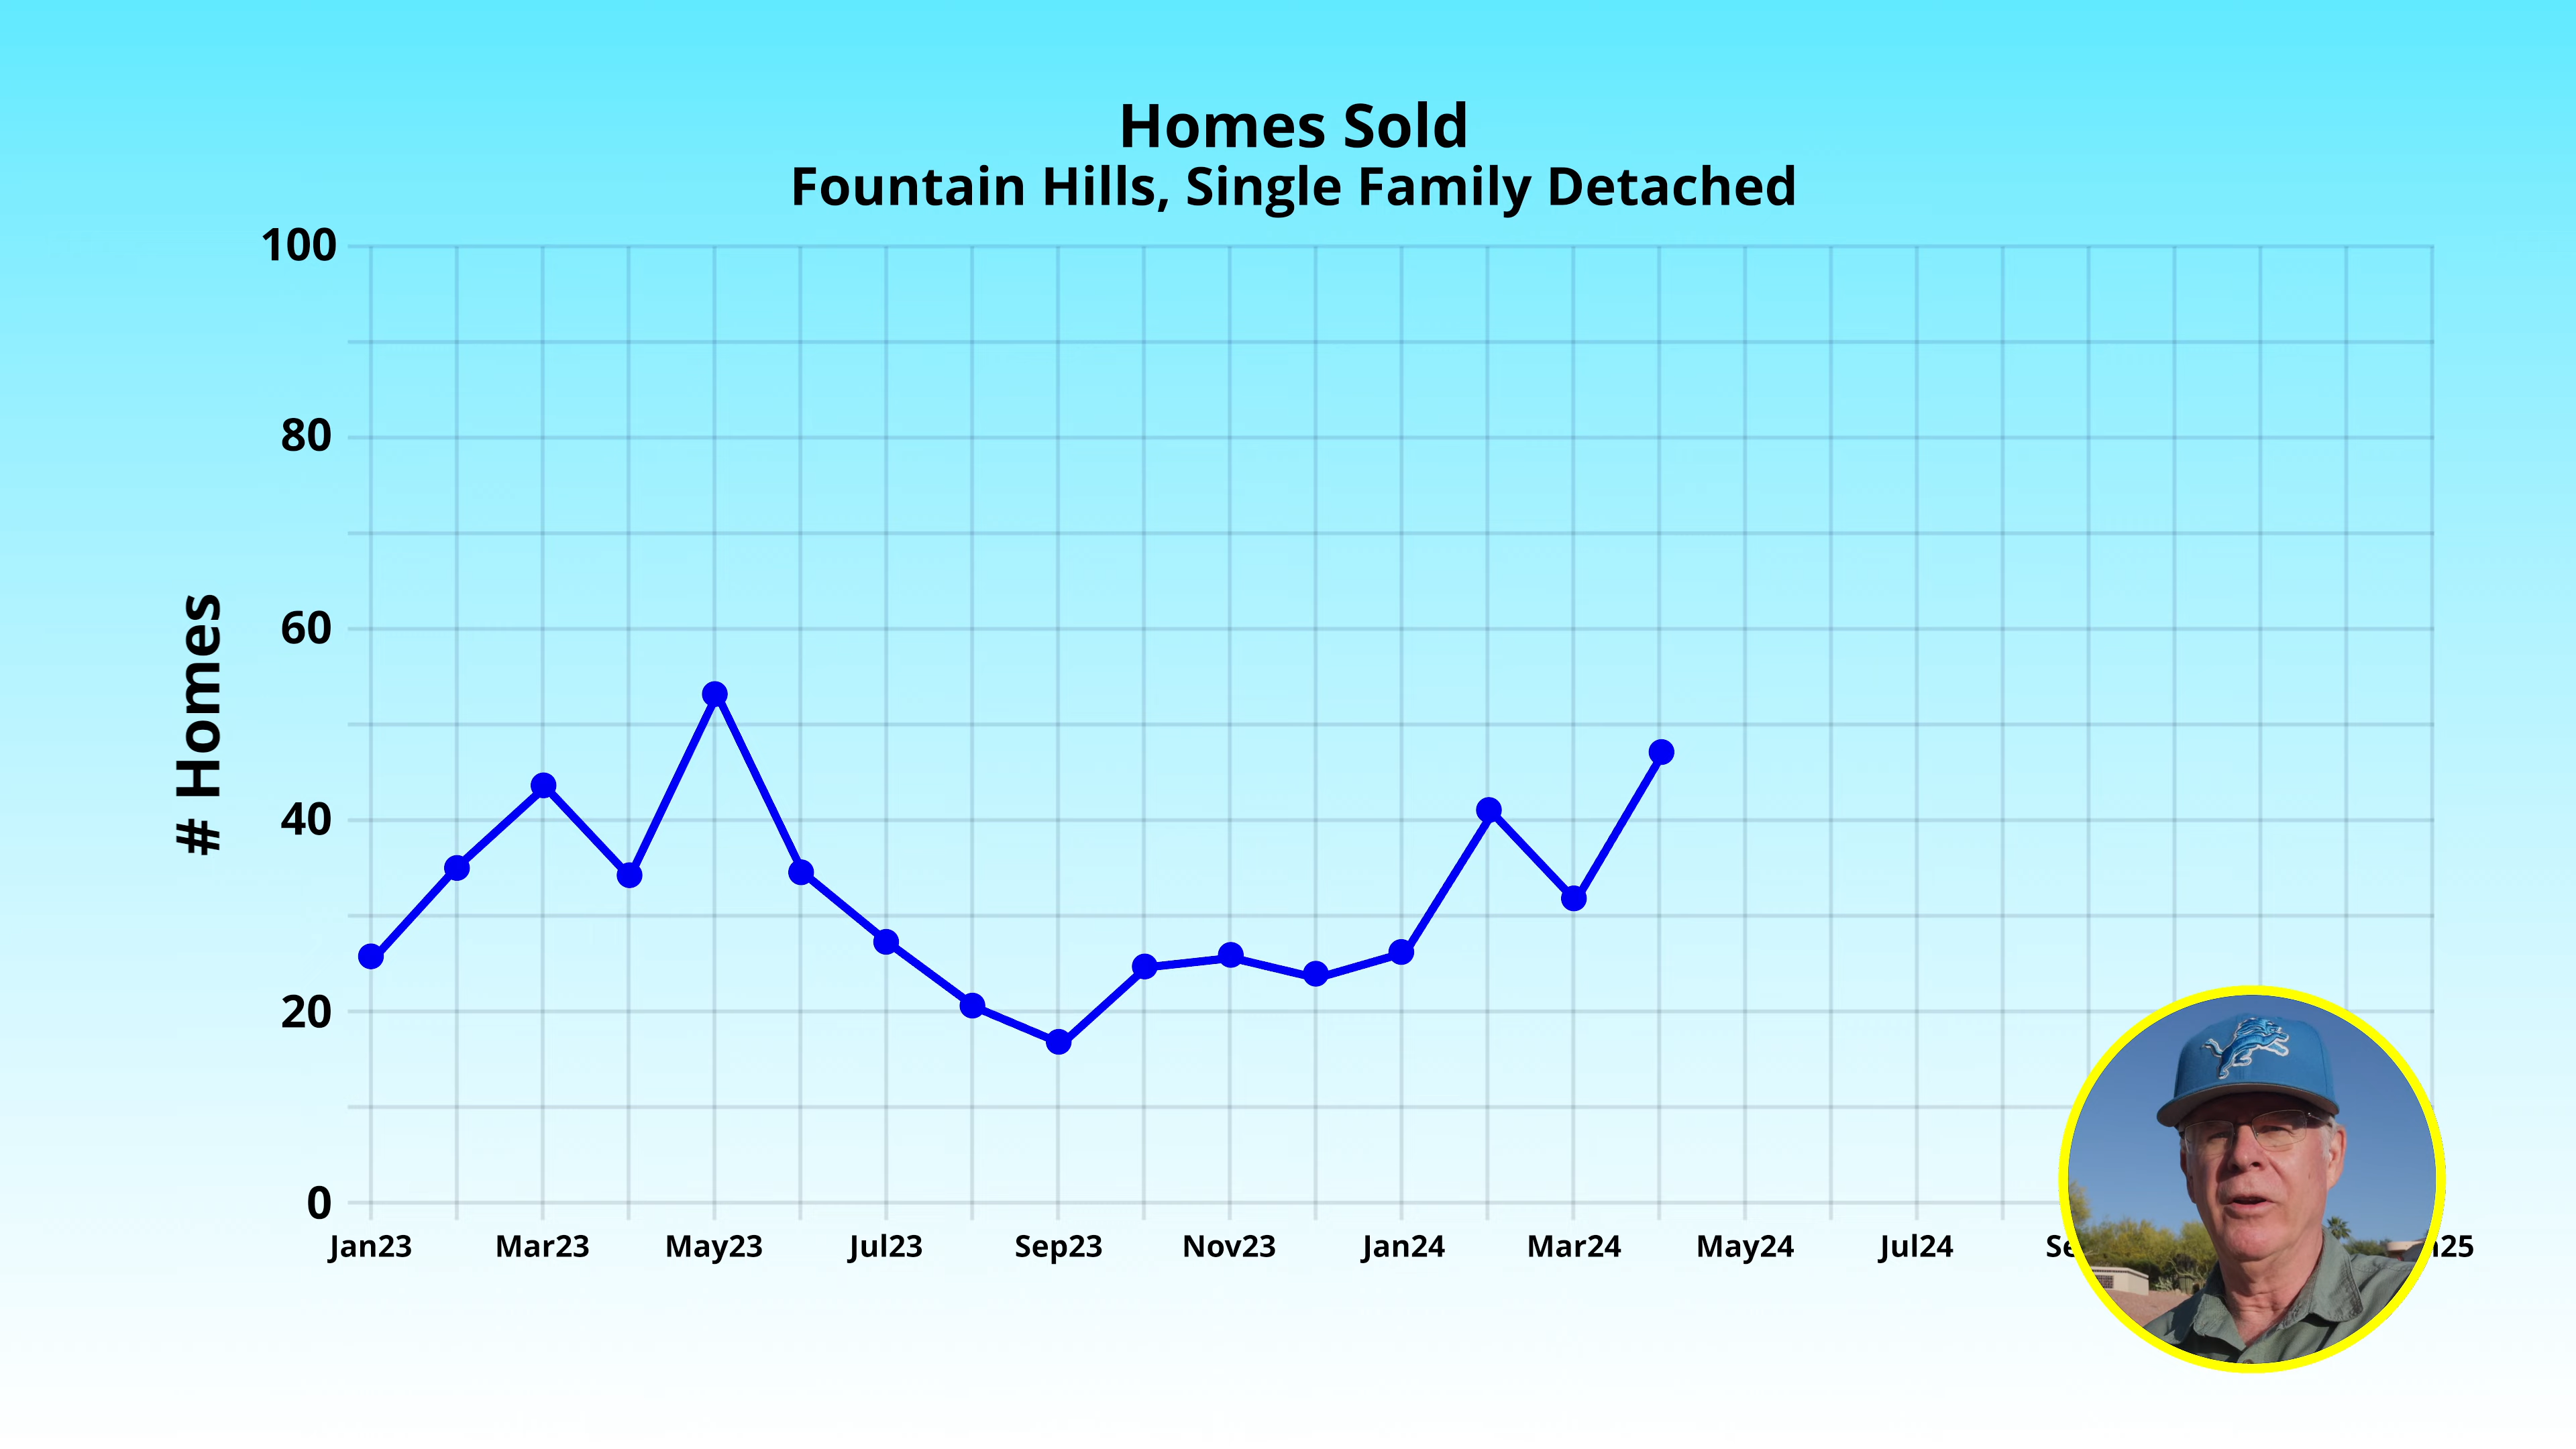 Homes Sold
Fountain Hills, Single Family Detached
# Homes
100
80
60
40
20
0
Jan23 Mar23 May23 Jul23 Sep23 Nov23 Jan24 Mar24 May24 Jul24